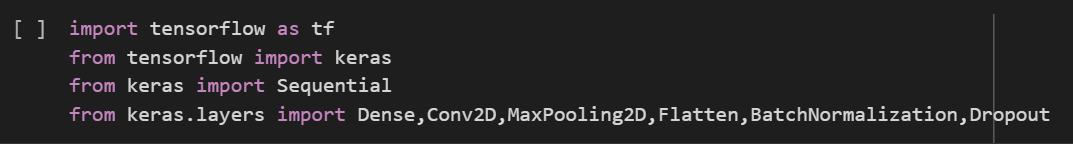 [ ] import tensorflow as tf
from tensorflow import keras
from keras import Sequential
from keras.layers import Dense,Conv2D,MaxPooling2D,Flatten,BatchNormalization,Dropout